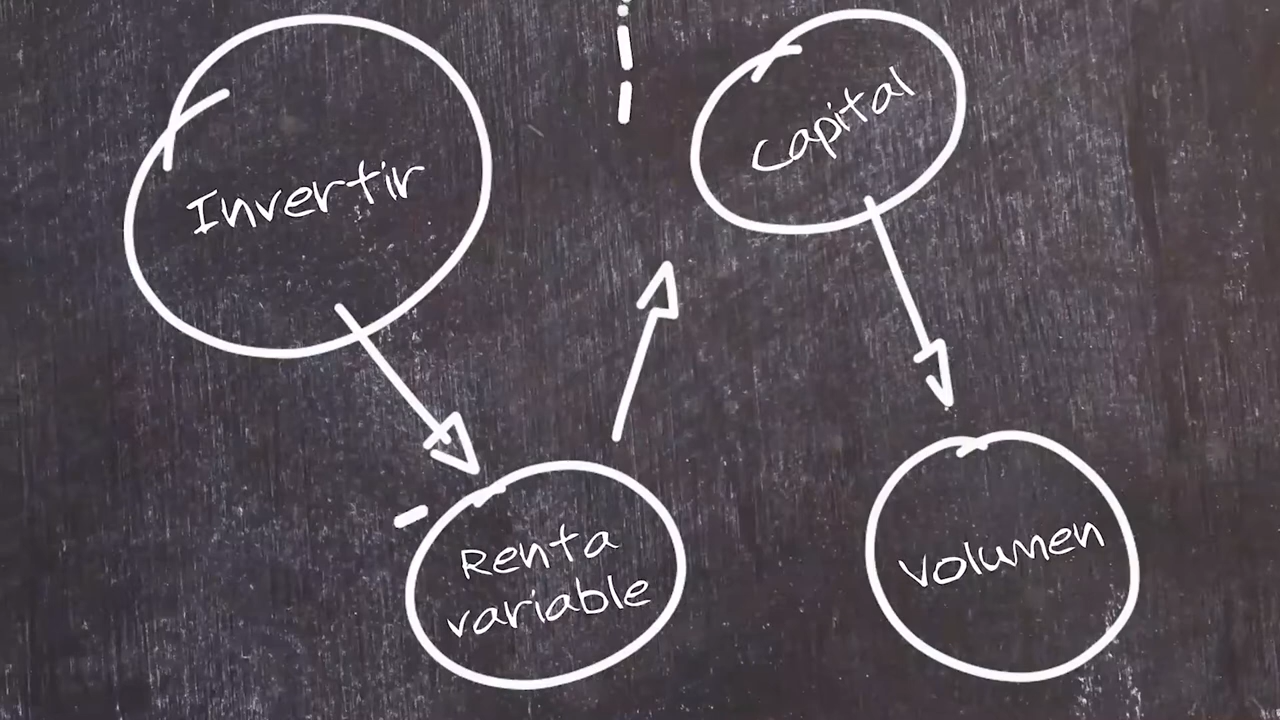 Invertir
Capital
Renta
variable
Volumen